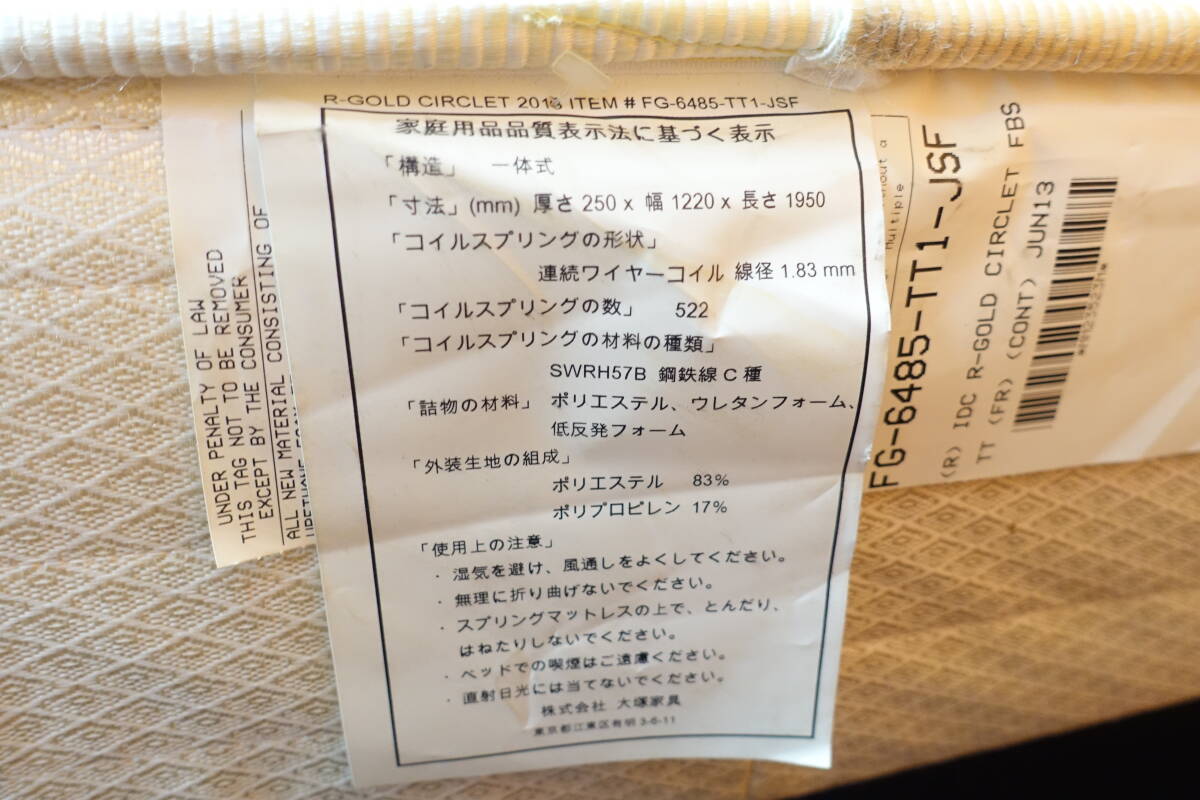 R-GOLD CIRCLET 2013 ITEM # FG-6485-TT1-JSF
家庭用品品質表示法に基づく表示
「構造」 一体式
「寸法」(mm) 厚さ 250 x 幅 1220 x 長さ 1950
「コイルスプリングの形状」
連続ワイヤーコイル 線径 1.83 mm
「コイルスプリングの数」 522
「コイルスプリングの材料の種類」
SWRH57B 鋼鉄線 C 種
「詰物の材料」 ポリエステル、ウレタンフォーム、
低反発フォーム
「外装生地の組成」
ポリエステル 83%
ポリプロピレン 17%
「使用上の注意」
・湿気を避け、風通しをよくしてください。
・無理に折り曲げないでください。
・スプリングマットレスの上で、とんだり、
はねたりしないでください。
・ベッドでの喫煙はご遠慮ください。
・直射日光には当てないでください。
株式会社 大塚家具
東京都江東区有明 3-6-11
UNDER PENALTY OF LAW
THIS TAG NOT TO BE REMOVED
EXCEPT BY THE CONSUMER
ALL NEW MATERIAL CONSISTING OF
Multiple
FG-6485-TT1-JSF
(R) IDC R-GOLD CIRCLET FBS
TT (FR) (CONT) JUN13